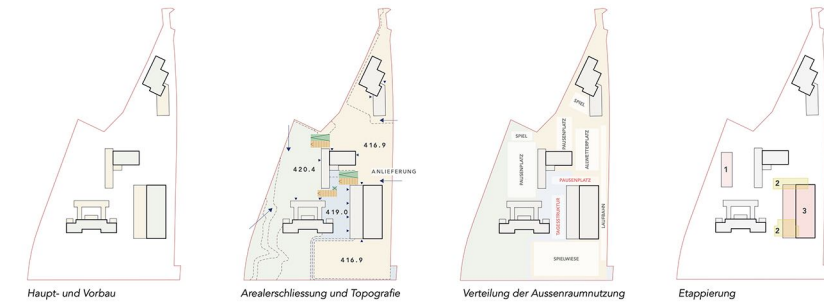 Haupt- und Vorbau
416.9
420.4
ANLIEFERUNG
419.0
416.9
Arealerschliessung und Topografie
SPIEL
SPIEL
PAUSENPLATZ
ALLWETTERPLATZ
PAUSENPLATZ
PAUSENPLATZ
TAGESSTRUKTUR
LAUFBAHN
SPIELWIESE
Verteilung der Aussenraumnutzung
1
2
3
2
Etappierung